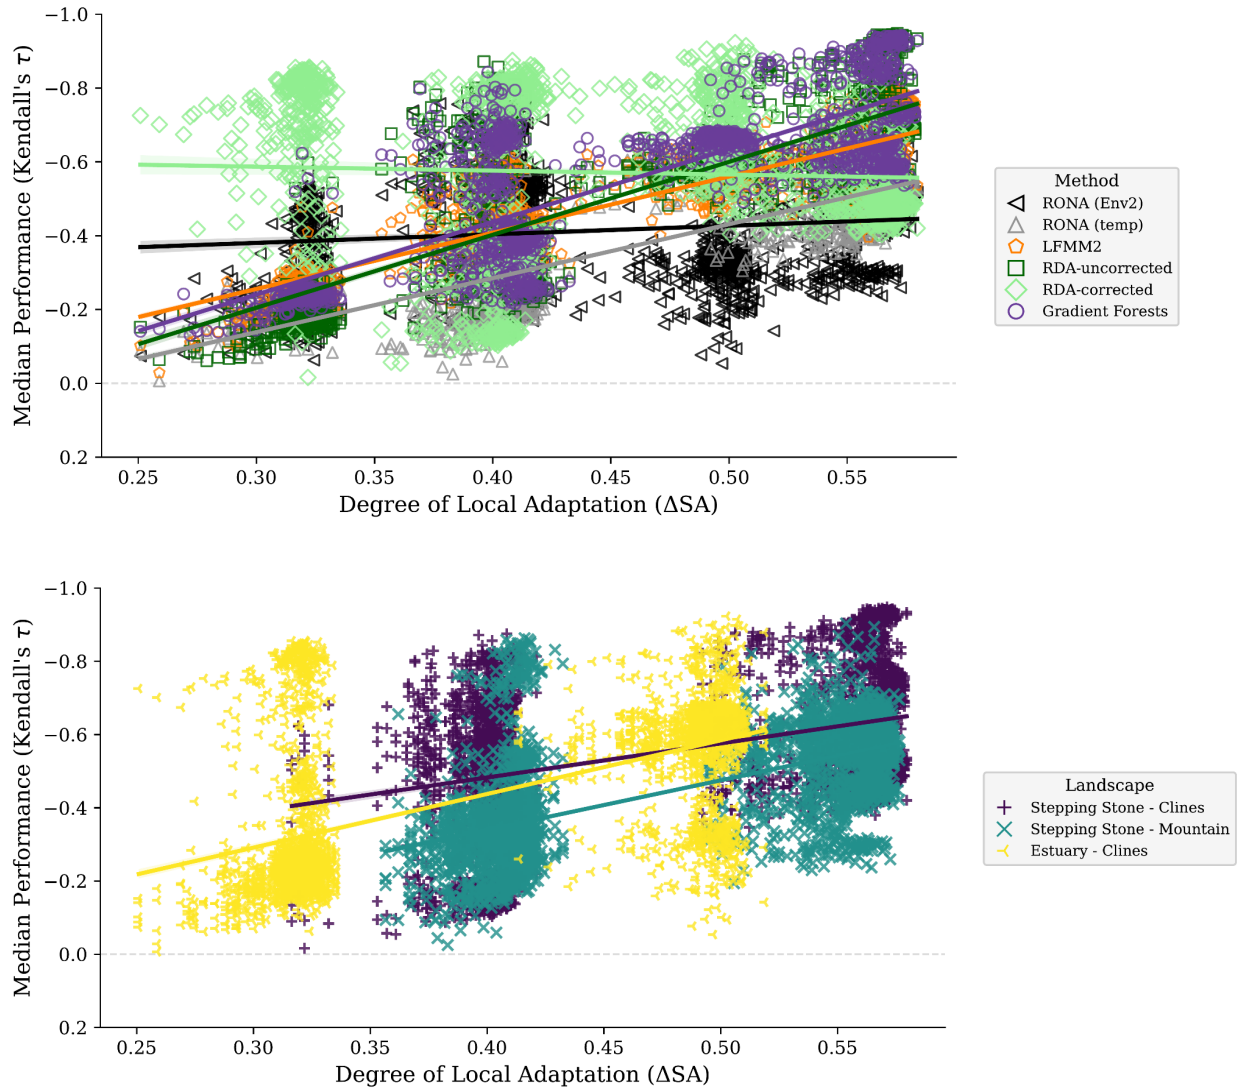 −1.0
−0.8
−0.6
−0.4
−0.2
0.0
0.2
Median Performance (Kendall's τ)
0.25 0.30 0.35 0.40 0.45 0.50 0.55
Degree of Local Adaptation (ΔSA)
Method
RONA (Env2)
RONA (temp)
LFMM2
RDA-uncorrected
RDA-corrected
Gradient Forests
−1.0
−0.8
−0.6
−0.4
−0.2
0.0
0.2
Median Performance (Kendall's τ)
0.25 0.30 0.35 0.40 0.45 0.50 0.55
Degree of Local Adaptation (ΔSA)
Landscape
Stepping Stone - Clines
Stepping Stone - Mountain
Estuary - Clines